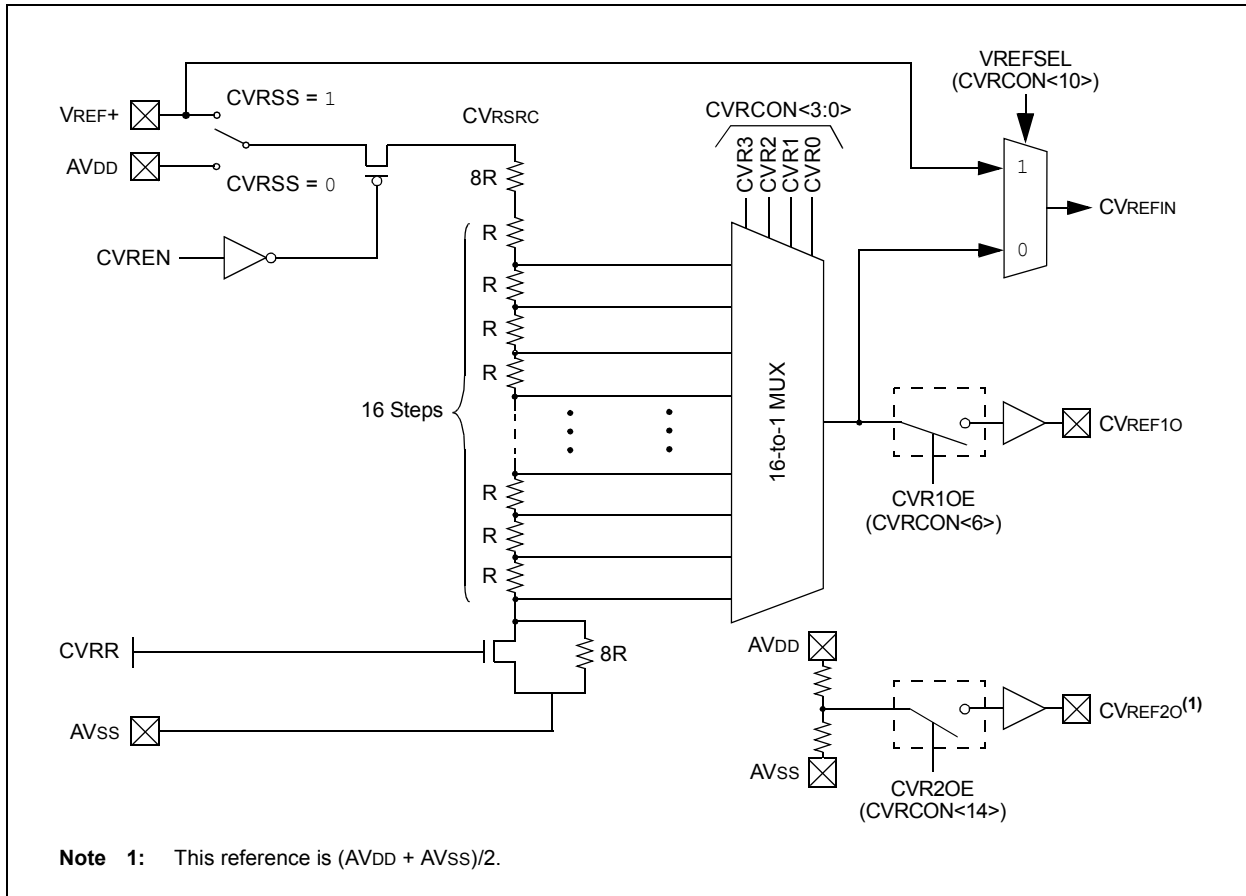 VREFSEL
(CVRCON<10>)
CVRSS = 1
VREF+
CVRSRC
CVRCON<3:0>
CVR3
CVR2
CVR1
CVR0
AVDD
CVRSS = 0
8R
1
CVREFIN
CVREN
R
0
R
R
R
16 Steps
16-to-1 MUX
CVREF1O
R
CVR1OE
(CVRCON<6>)
R
R
CVRR
8R
AVDD
AVSS
CVREF2O(1)
AVSS
CVR2OE
(CVRCON<14>)
Note 1: This reference is (AVDD + AVSS)/2.